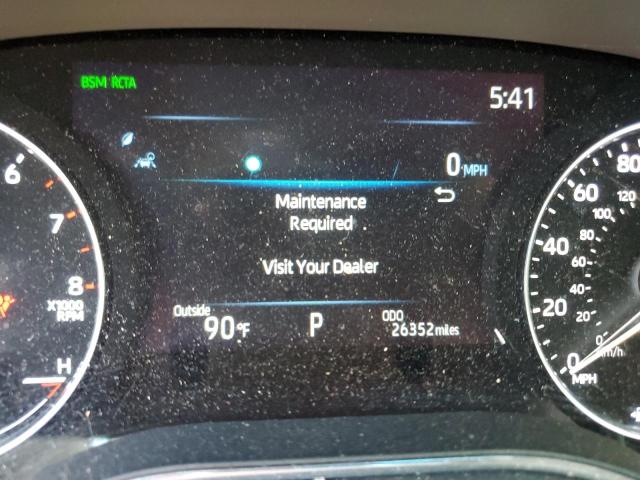 BSM RCTA
5:41
0 MPH
Maintenance
Required
Visit Your Dealer
Outside
90°F
P
ODO
26352 miles
6
7
8
X1000
RPM
H
80
60
40
20
0
MPH
120
100
80
60
40
20
0
km/h